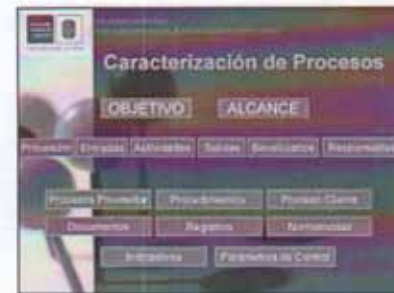 Caracterización de Procesos
OBJETIVO ALCANCE
Proveedor Entradas Actividades Salidas Beneficiarios Responsables
Proceso Proveedor Procedimientos Proceso Cliente
Documentos Registros Normatividad
Indicadores Parámetros de Control